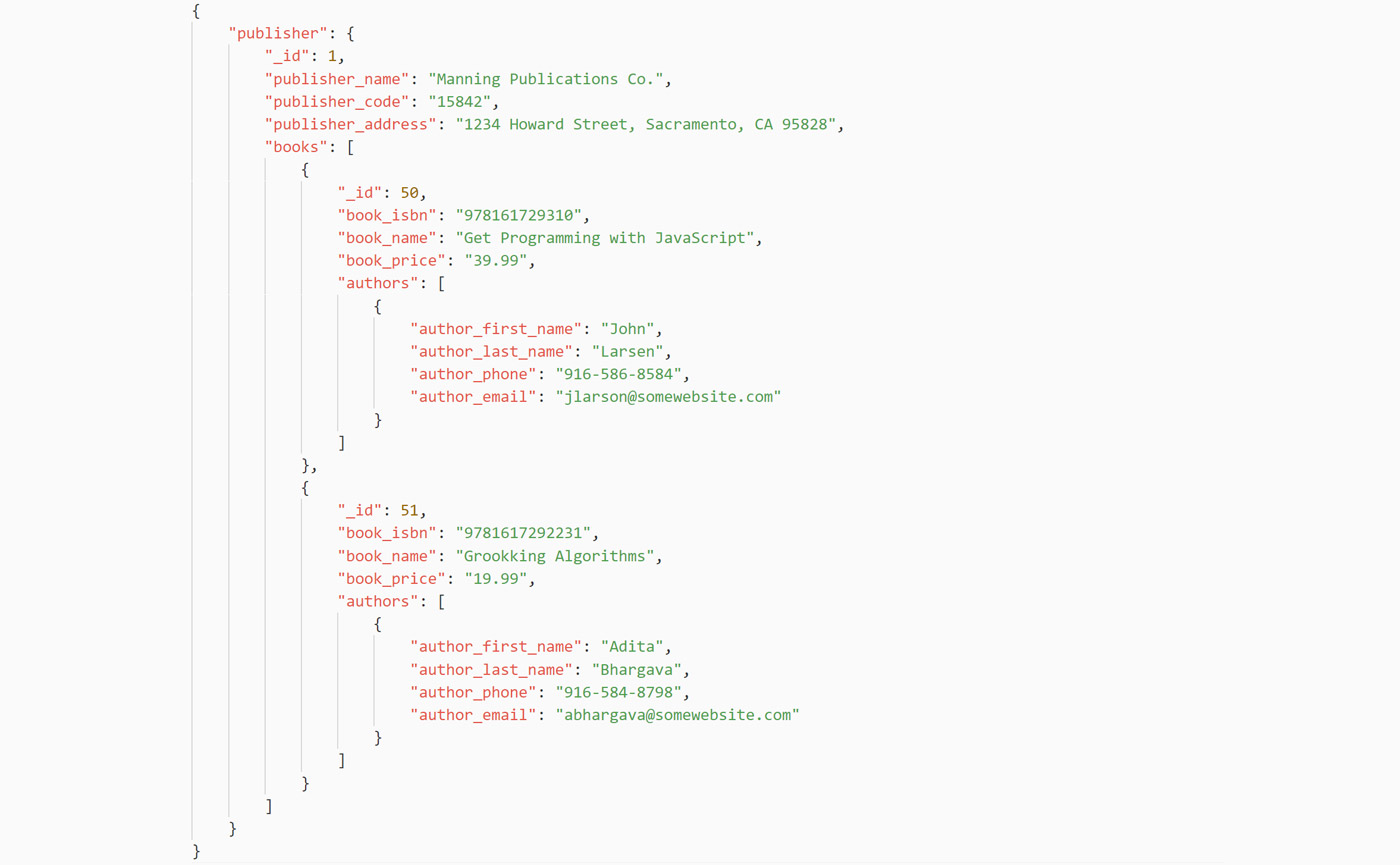 {
"publisher": {
"_id": 1,
"publisher_name": "Manning Publications Co.",
"publisher_code": "15842",
"publisher_address": "1234 Howard Street, Sacramento, CA 95828",
"books": [
{
"_id": 50,
"book_isbn": "978161729310",
"book_name": "Get Programming with JavaScript",
"book_price": "39.99",
"authors": [
{
"author_first_name": "John",
"author_last_name": "Larsen",
"author_phone": "916-586-8584",
"author_email": "jlarson@somewebsite.com"
}
]
},
{
"_id": 51,
"book_isbn": "9781617292231",
"book_name": "Grookking Algorithms",
"book_price": "19.99",
"authors": [
{
"author_first_name": "Adita",
"author_last_name": "Bhargava",
"author_phone": "916-584-8798",
"author_email": "abhargava@somewebsite.com"
}
]
}
]
}
}